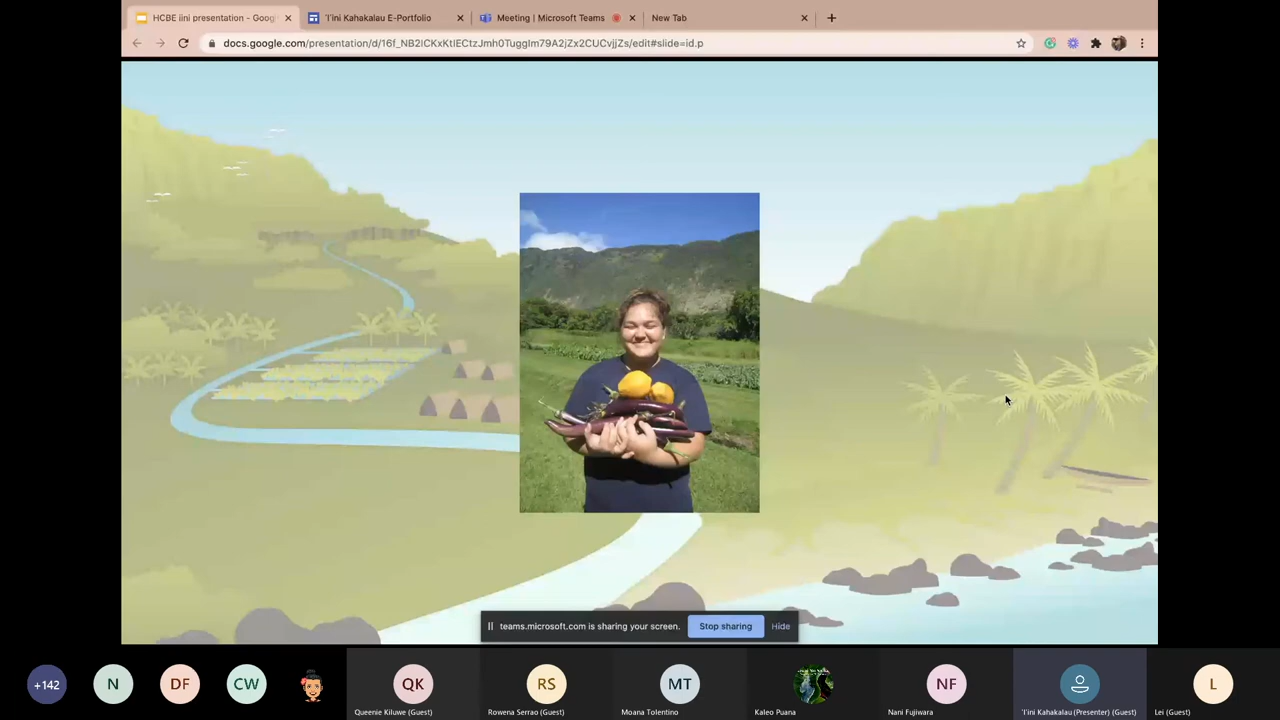 HCBE iini presentation - Goog
'I'ini Kahakalau E-Portfolio
Meeting | Microsoft Teams
New Tab
docs.google.com/presentation/d/16f_NB2lCKxKtIECtzJmh0TuggIm79A2jZx2CUCvjjZs/edit#slide=id.p
teams.microsoft.com is sharing your screen.
Stop sharing
Hide
+142
N
DF
CW
QK
RS
MT
NF
L
Queenie Kiluwe (Guest)
Rowena Serrao (Guest)
Moana Tolentino
Kaleo Puana
Nani Fujiwara
'I'ini Kahakalau (Presenter) (Guest)
Lei (Guest)